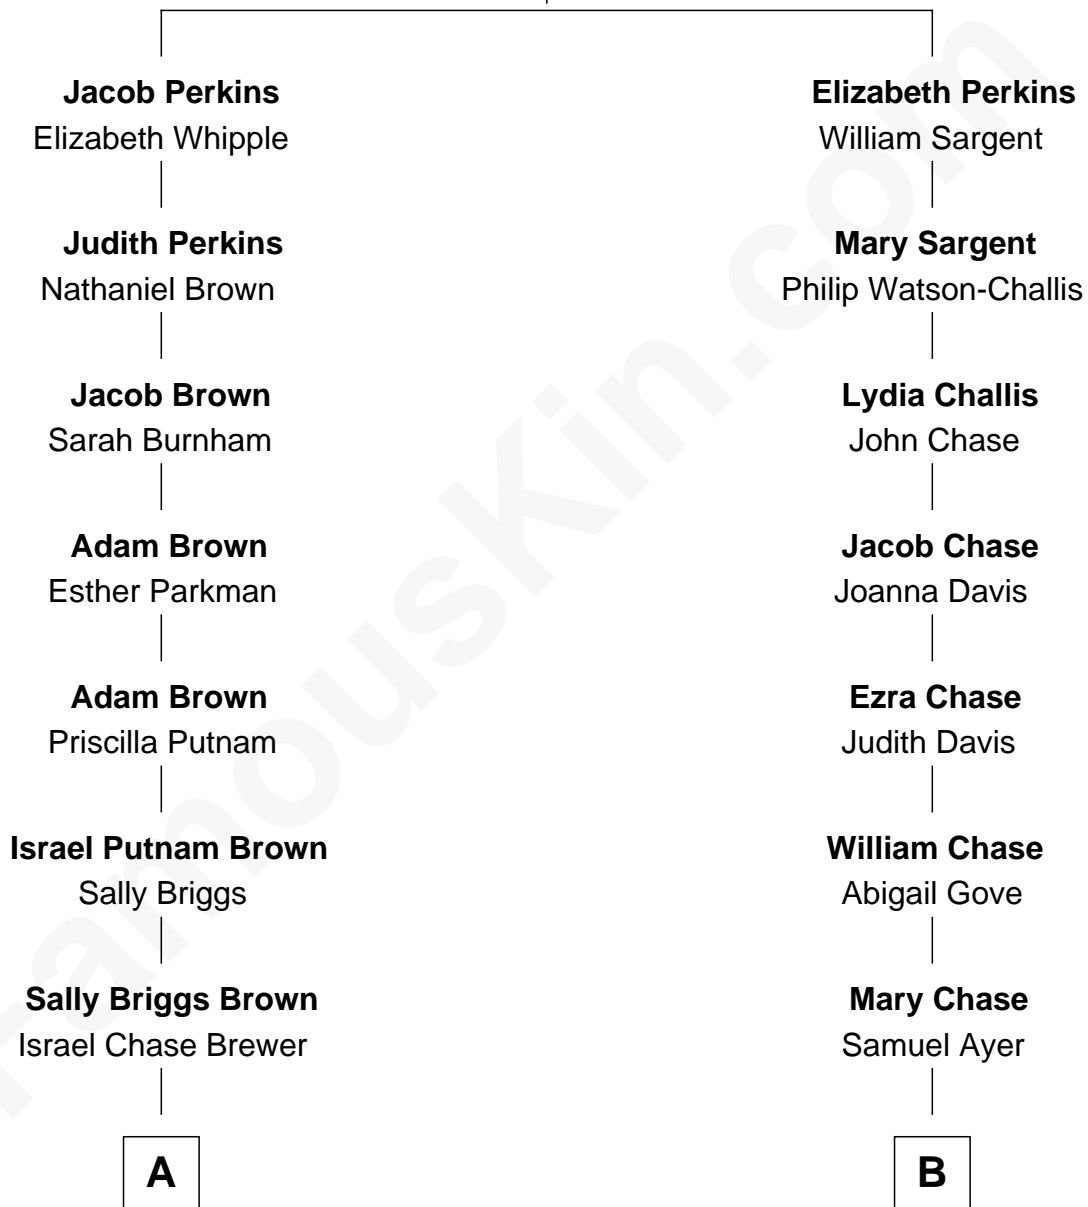 Jacob Perkins
Elizabeth Whipple
Judith Perkins
Nathaniel Brown
Jacob Brown
Sarah Burnham
Adam Brown
Esther Parkman
Adam Brown
Priscilla Putnam
Israel Putnam Brown
Sally Briggs
Sally Briggs Brown
Israel Chase Brewer
A
Elizabeth Perkins
William Sargent
Mary Sargent
Philip Watson-Challis
Lydia Challis
John Chase
Jacob Chase
Joanna Davis
Ezra Chase
Judith Davis
William Chase
Abigail Gove
Mary Chase
Samuel Ayer
B
FamousKin.com